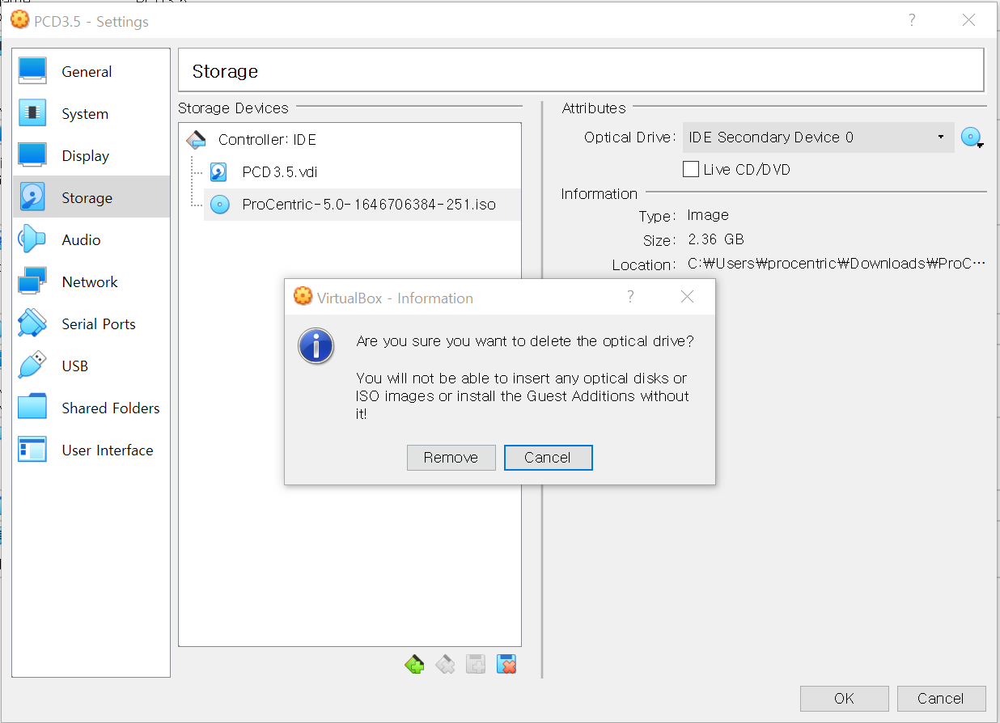 PCD3.5 - Settings
?
General
System
Display
Storage
Audio
Network
Serial Ports
USB
Shared Folders
User Interface
Storage
Storage Devices
Controller: IDE
PCD3.5.vdi
ProCentric-5.0-1646706384-251.iso
Attributes
Optical Drive: IDE Secondary Device 0
Live CD/DVD
Information
Type: Image
Size: 2.36 GB
Location: C:₩Users₩procentric₩Downloads₩ProC⋯
VirtualBox - Information
?
Are you sure you want to delete the optical drive?
You will not be able to insert any optical disks or
ISO images or install the Guest Additions without
it!
Remove
Cancel
OK
Cancel